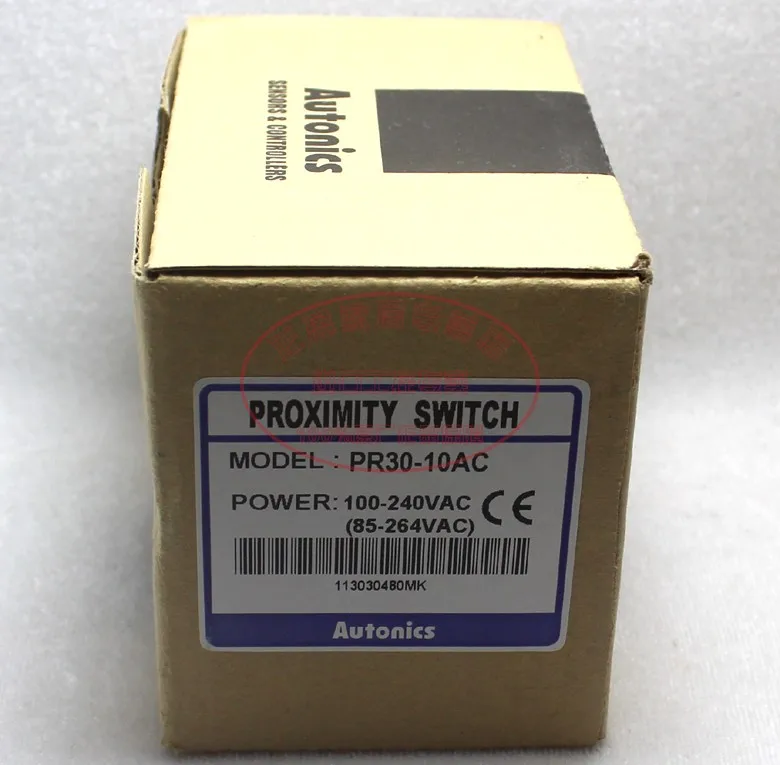 Autonics
SENSORS & CONTROLLERS
PROXIMITY SWITCH
MODEL : PR30-10AC
POWER: 100-240VAC CE
(85-264VAC)
113030480MK
Autonics